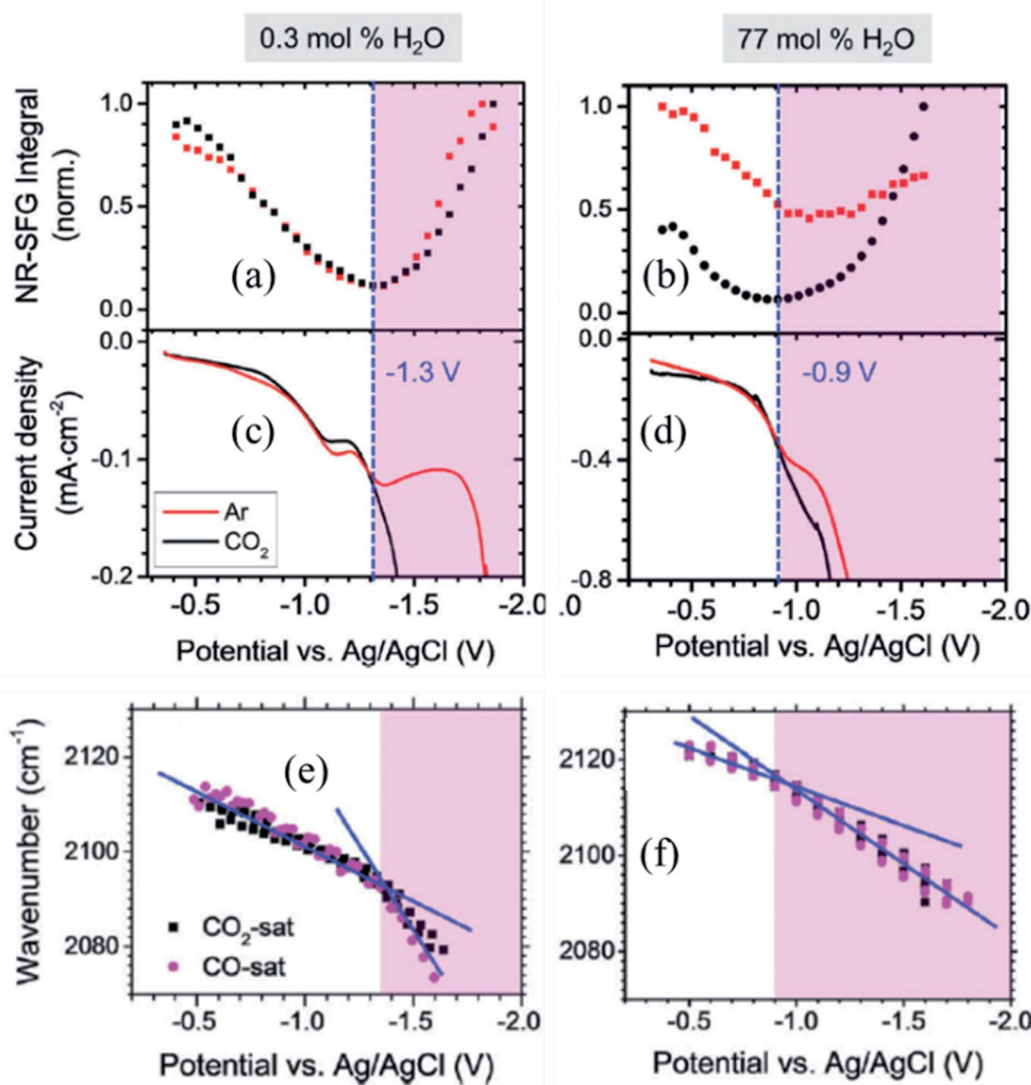 0.3 mol % H₂O
77 mol % H₂O
NR-SFG Integral
(norm.)
1.0
0.5
0.0
(a)
1.0
0.5
0.0
(b)
Current density
(mA·cm⁻²)
0.0
-0.1
-0.2
-1.3 V
(c)
Ar
CO₂
0.0
-0.4
-0.8
-0.9 V
(d)
-0.5 -1.0 -1.5 -2.0
.0 -0.5 -1.0 -1.5 -2.0
Potential vs. Ag/AgCl (V)
Potential vs. Ag/AgCl (V)
Wavenumber (cm⁻¹)
2120
2100
2080
(e)
CO₂-sat
CO-sat
2120
2100
2080
(f)
-0.5 -1.0 -1.5 -2.0
-0.5 -1.0 -1.5 -2.0
Potential vs. Ag/AgCl (V)
Potential vs. Ag/AgCl (V)